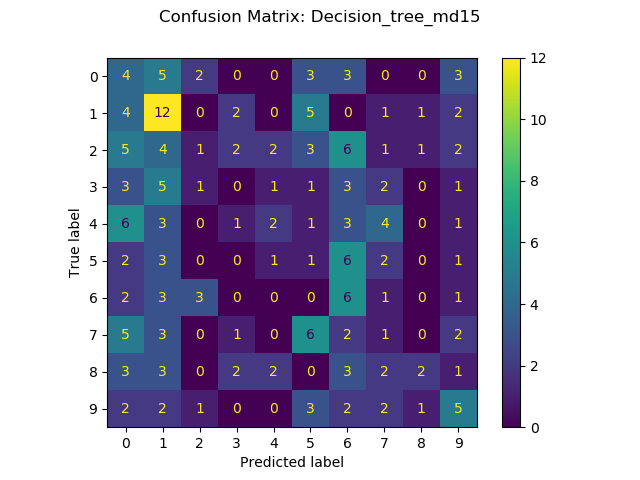 Confusion Matrix: Decision_tree_md15
0 4 5 2 0 0 3 3 0 0 3
1 4 12 0 2 0 5 0 1 1 2
2 5 4 1 2 2 3 6 1 1 2
3 3 5 1 0 1 1 3 2 0 1
4 6 3 0 1 2 1 3 4 0 1
5 2 3 0 0 1 1 6 2 0 1
6 2 3 3 0 0 0 6 1 0 1
7 5 3 0 1 0 6 2 1 0 2
8 3 3 0 2 2 0 3 2 2 1
9 2 2 1 0 0 3 2 2 1 5
0 1 2 3 4 5 6 7 8 9
Predicted label
True label
12
10
8
6
4
2
0